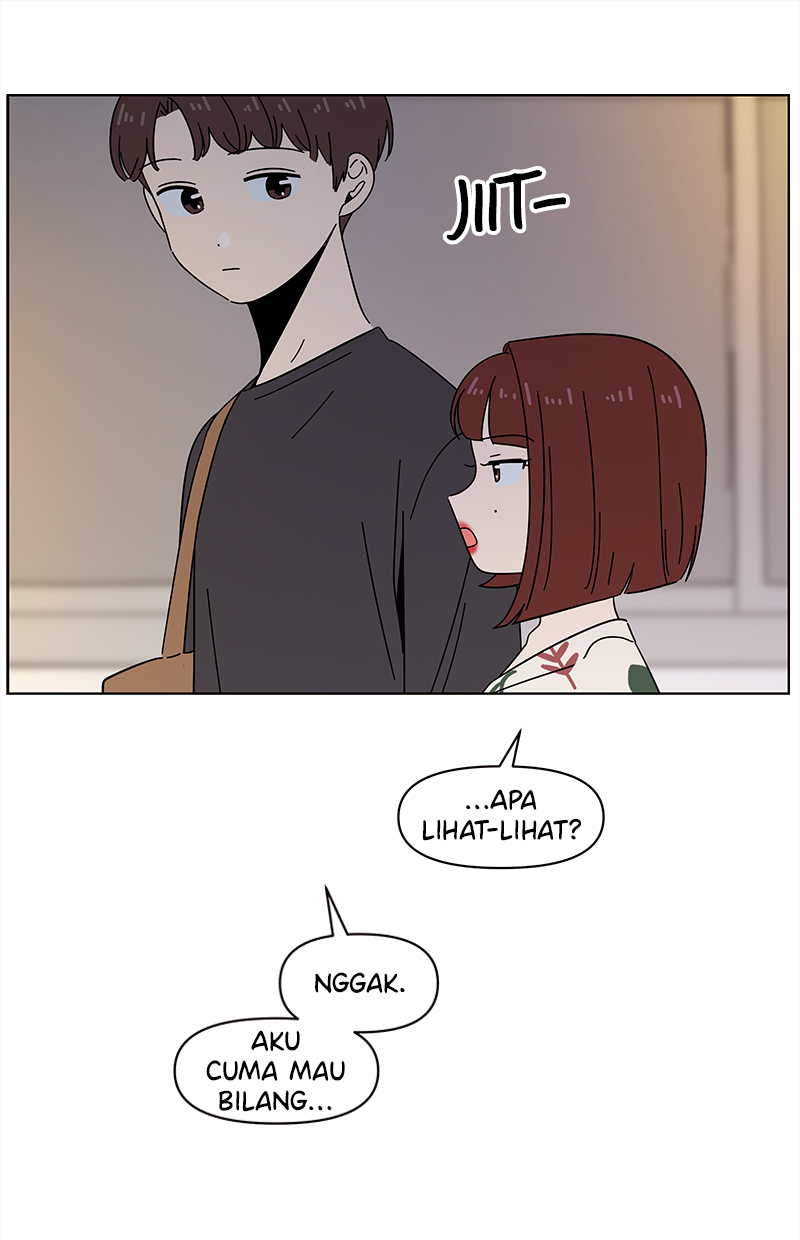 JIIT-
...APA
LIHAT-LIHAT?
NGGAK.
AKU
CUMA MAU
BILANG...